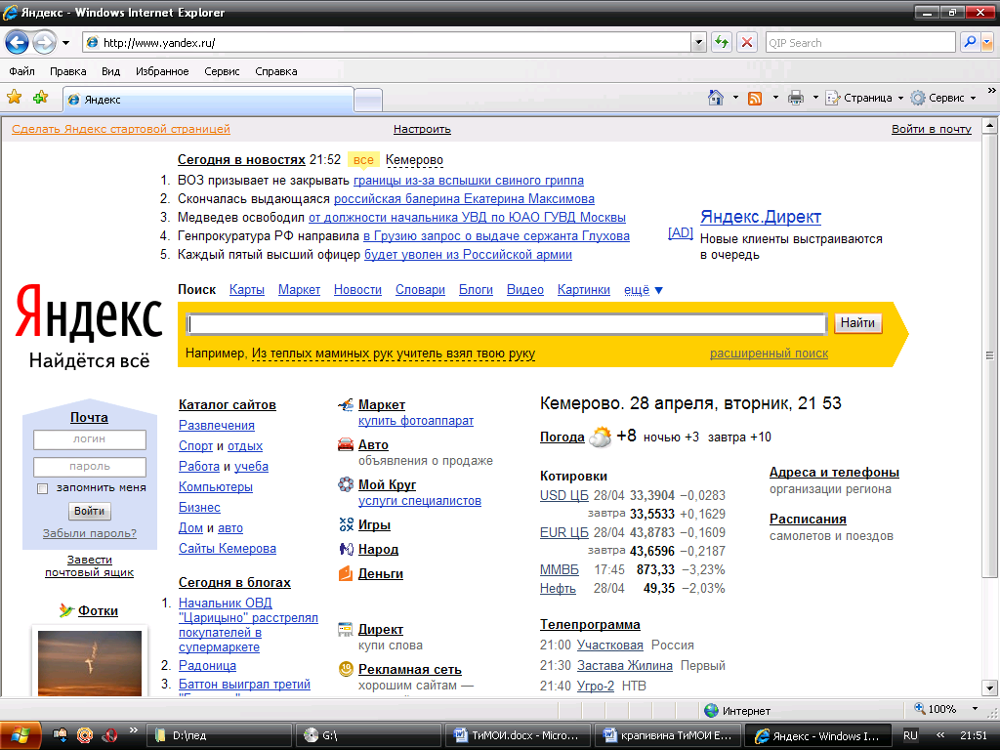 Яндекс - Windows Internet Explorer
http://www.yandex.ru/
QIP Search
Файл Правка Вид Избранное Сервис Справка
Яндекс
Страница Сервис »
Сделать Яндекс стартовой страницей Настроить Войти в почту
Сегодня в новостях 21:52 все Кемерово
1. ВОЗ призывает не закрывать границы из-за вспышки свиного гриппа
2. Скончалась выдающаяся российская балерина Екатерина Максимова
3. Медведев освободил от должности начальника УВД по ЮАО ГУВД Москвы
4. Генпрокуратура РФ направила в Грузию запрос о выдаче сержанта Глухова
5. Каждый пятый высший офицер будет уволен из Российской армии
[AD] Яндекс.Директ
Новые клиенты выстраиваются
в очередь
Яндекс
Найдётся всё
Поиск Карты Маркет Новости Словари Блоги Видео Картинки ещё ▼
Найти
Например, Из теплых маминых рук учитель взял твою руку расширенный поиск
Почта
логин
пароль
запомнить меня
Войти
Забыли пароль?
Завести
почтовый ящик
Фотки
Каталог сайтов
Развлечения
Спорт и отдых
Работа и учеба
Компьютеры
Бизнес
Дом и авто
Сайты Кемерова
Сегодня в блогах
1. Начальник ОВД
"Царицыно" расстрелял
покупателей в
супермаркете
2. Радоница
3. Баттон выиграл третий
Маркет
купить фотоаппарат
Авто
объявления о продаже
Мой Круг
услуги специалистов
Игры
Народ
Деньги
Директ
купи слова
Рекламная сеть
хорошим сайтам —
Кемерово. 28 апреля, вторник, 21 53
Погода +8 ночью +3 завтра +10
Котировки
USD ЦБ 28/04 33,3904 −0,0283
завтра 33,5533 +0,1629
EUR ЦБ 28/04 43,8783 −0,1609
завтра 43,6596 −0,2187
ММВБ 17:45 873,33 −3,23%
Нефть 28/04 49,35 −2,03%
Адреса и телефоны
организации региона
Расписания
самолетов и поездов
Телепрограмма
21:00 Участковая Россия
21:30 Застава Жилина Первый
21:40 Угро-2 НТВ
Интернет 100%
» D:\пед G:\ ТиМОИ.docx - Micro... крапивина ТиМОИ Е... Яндекс - Windows I... RU « 21:51